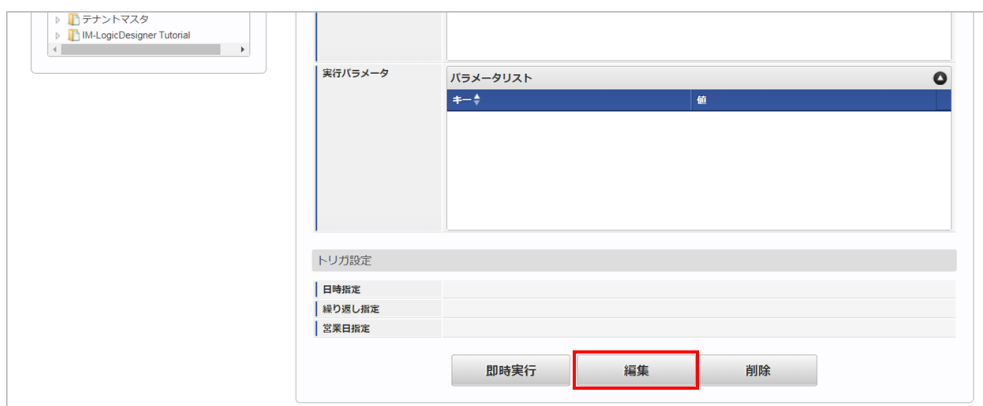 テナントマスタ
IM-LogicDesigner Tutorial
実行パラメータ
パラメータリスト
キー 値
トリガ設定
日時指定
繰り返し指定
営業日指定
即時実行 編集 削除